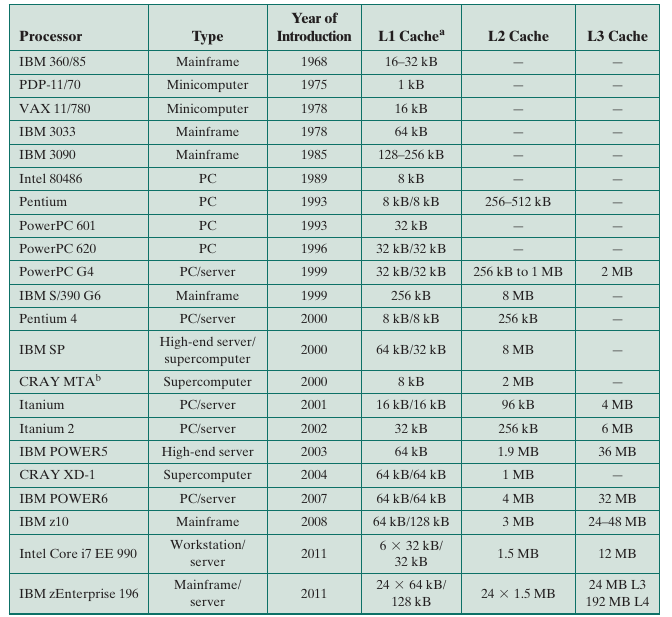 Processor | Type | Year of Introduction | L1 Cacheᵃ | L2 Cache | L3 Cache
IBM 360/85 | Mainframe | 1968 | 16–32 kB | — | —
PDP-11/70 | Minicomputer | 1975 | 1 kB | — | —
VAX 11/780 | Minicomputer | 1978 | 16 kB | — | —
IBM 3033 | Mainframe | 1978 | 64 kB | — | —
IBM 3090 | Mainframe | 1985 | 128–256 kB | — | —
Intel 80486 | PC | 1989 | 8 kB | — | —
Pentium | PC | 1993 | 8 kB/8 kB | 256–512 kB | —
PowerPC 601 | PC | 1993 | 32 kB | — | —
PowerPC 620 | PC | 1996 | 32 kB/32 kB | — | —
PowerPC G4 | PC/server | 1999 | 32 kB/32 kB | 256 kB to 1 MB | 2 MB
IBM S/390 G6 | Mainframe | 1999 | 256 kB | 8 MB | —
Pentium 4 | PC/server | 2000 | 8 kB/8 kB | 256 kB | —
IBM SP | High-end server/ supercomputer | 2000 | 64 kB/32 kB | 8 MB | —
CRAY MTAᵇ | Supercomputer | 2000 | 8 kB | 2 MB | —
Itanium | PC/server | 2001 | 16 kB/16 kB | 96 kB | 4 MB
Itanium 2 | PC/server | 2002 | 32 kB | 256 kB | 6 MB
IBM POWER5 | High-end server | 2003 | 64 kB | 1.9 MB | 36 MB
CRAY XD-1 | Supercomputer | 2004 | 64 kB/64 kB | 1 MB | —
IBM POWER6 | PC/server | 2007 | 64 kB/64 kB | 4 MB | 32 MB
IBM z10 | Mainframe | 2008 | 64 kB/128 kB | 3 MB | 24–48 MB
Intel Core i7 EE 990 | Workstation/ server | 2011 | 6 × 32 kB/ 32 kB | 1.5 MB | 12 MB
IBM zEnterprise 196 | Mainframe/ server | 2011 | 24 × 64 kB/ 128 kB | 24 × 1.5 MB | 24 MB L3 192 MB L4